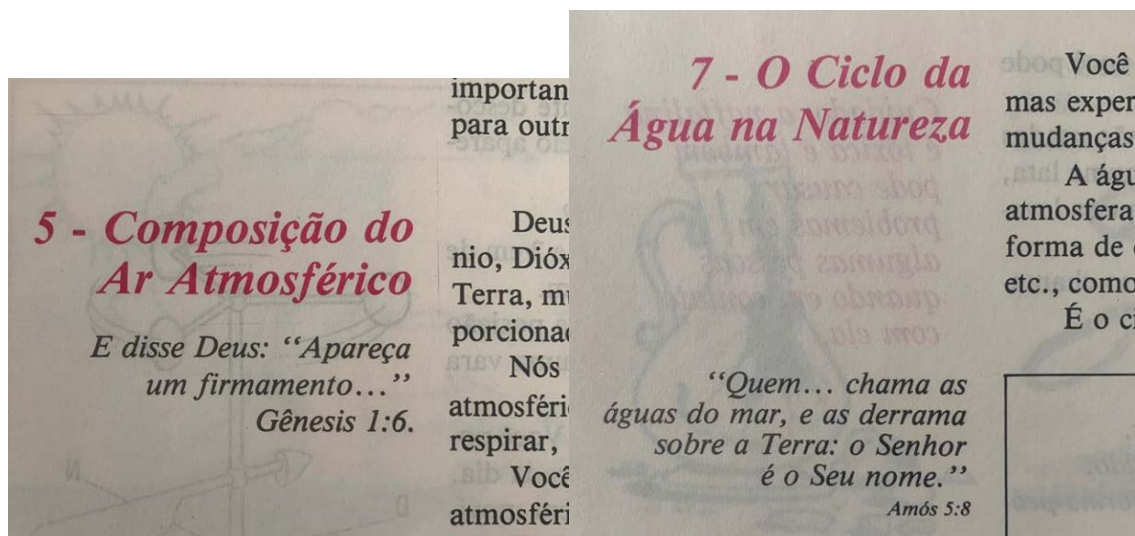 importan
para outr
5 - Composição do
Ar Atmosférico
E disse Deus: “Apareça
um firmamento...”
Gênesis 1:6.
Deus
nio, Dióx
Terra, mu
porcionad
Nós
atmosféri
respirar,
Você
atmosféri
7 - O Ciclo da
Água na Natureza
“Quem... chama as
águas do mar, e as derrama
sobre a Terra: o Senhor
é o Seu nome.”
Amós 5:8
Você
mas exper
mudanças
A águ
atmosfera
forma de
etc., como
É o ci